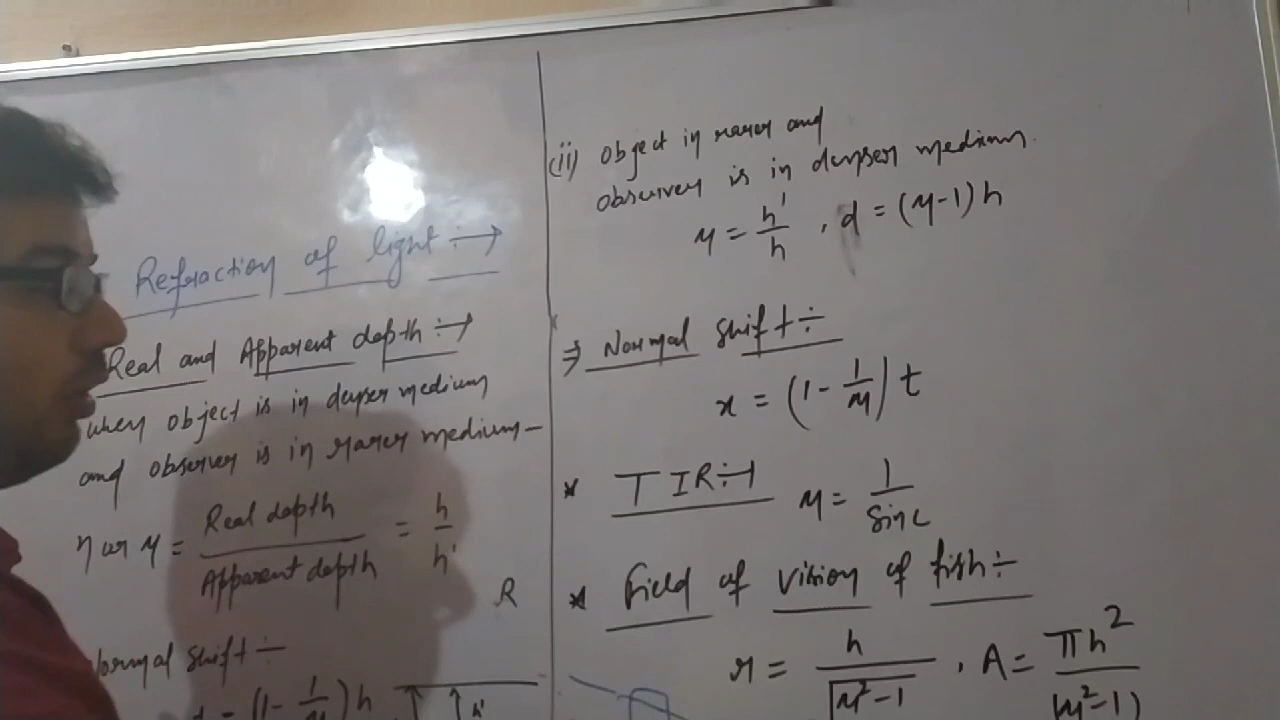 Refraction of light :→
Real and Apparent depth :→
when object is in denser medium
and observer is in rarer medium -
η or μ = Real depth / Apparent depth = h / h'
R
Normal shift :-
d = (1 - 1/μ) h
h'
(ii) object in rarer and
observer is in denser medium.
μ = h' / h , d = (μ-1) h
⇒ Normal shift :-
x = (1 - 1/μ) t
* TIR :→ μ = 1 / sin c
* Field of vision of fish :-
r = h / √μ²-1 , A = πh² / (μ²-1)